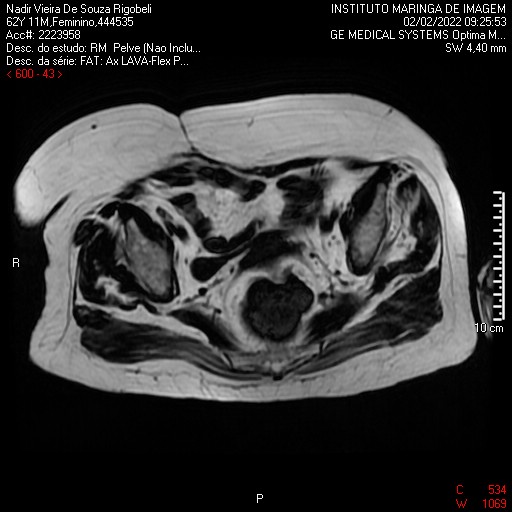 Nadir Vieira De Souza Rigobeli
62Y 11M,Feminino,444535
Acc#: 2223958
Desc. do estudo: RM Pelve (Nao Inclu...
Desc. da série: FAT: Ax LAVA-Flex P...
< 600 - 43 >
INSTITUTO MARINGA DE IMAGEM
02/02/2022 09:25:53
GE MEDICAL SYSTEMS Optima M...
SW 4,40 mm
R
10 cm
P
C 534
W 1069